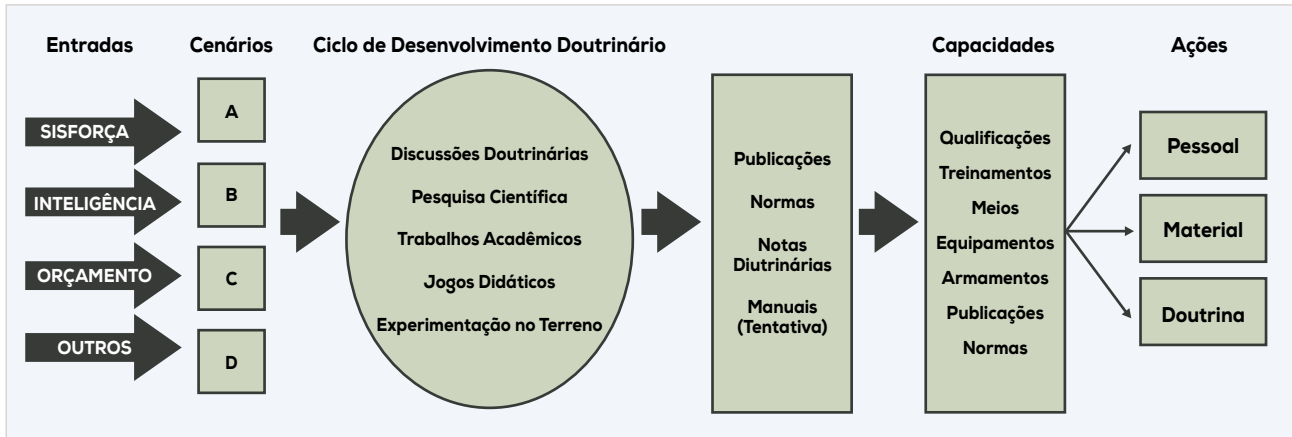 Entradas
Cenários
Ciclo de Desenvolvimento Doutrinário
Capacidades
Ações
SISFORÇA
INTELIGÊNCIA
ORÇAMENTO
OUTROS
A
B
C
D
Discussões Doutrinárias
Pesquisa Científica
Trabalhos Acadêmicos
Jogos Didáticos
Experimentação no Terreno
Publicações
Normas
Notas
Diutrinárias
Manuais
(Tentativa)
Qualificações
Treinamentos
Meios
Equipamentos
Armamentos
Publicações
Normas
Pessoal
Material
Doutrina